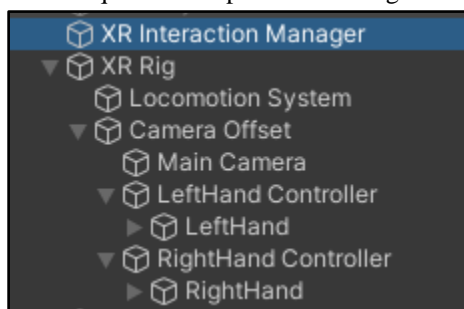 XR Interaction Manager
XR Rig
Locomotion System
Camera Offset
Main Camera
LeftHand Controller
LeftHand
RightHand Controller
RightHand